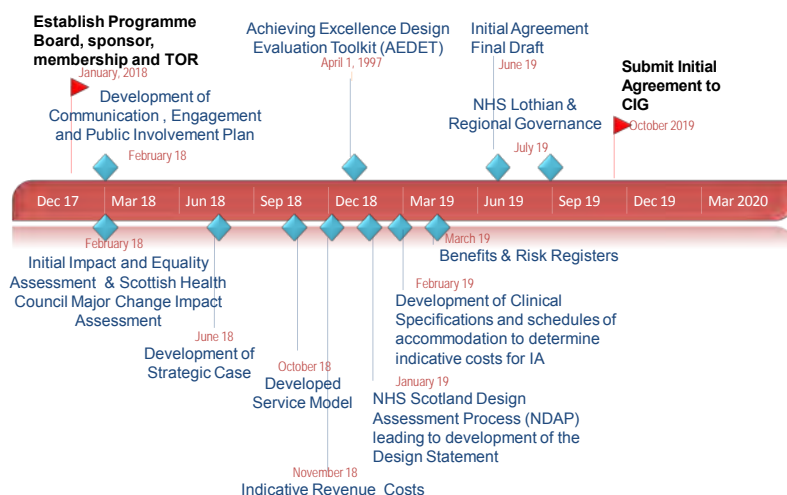 Establish Programme
Board, sponsor,
membership and TOR
January, 2018
Development of
Communication , Engagement
and Public Involvement Plan
February 18
Achieving Excellence Design
Evaluation Toolkit (AEDET)
April 1, 1997
Initial Agreement
Final Draft
June 19
NHS Lothian &
Regional Governance
July 19
Submit Initial
Agreement to
CIG
October 2019
Dec 17
Mar 18
Jun 18
Sep 18
Dec 18
Mar 19
Jun 19
Sep 19
Dec 19
Mar 2020
February 18
Initial Impact and Equality
Assessment & Scottish Health
Council Major Change Impact
Assessment
June 18
Development of
Strategic Case
October 18
Developed
Service Model
November 18
Indicative Revenue Costs
January 19
NHS Scotland Design
Assessment Process (NDAP)
leading to development of the
Design Statement
February 19
Development of Clinical
Specifications and schedules of
accommodation to determine
indicative costs for IA
March 19
Benefits & Risk Registers